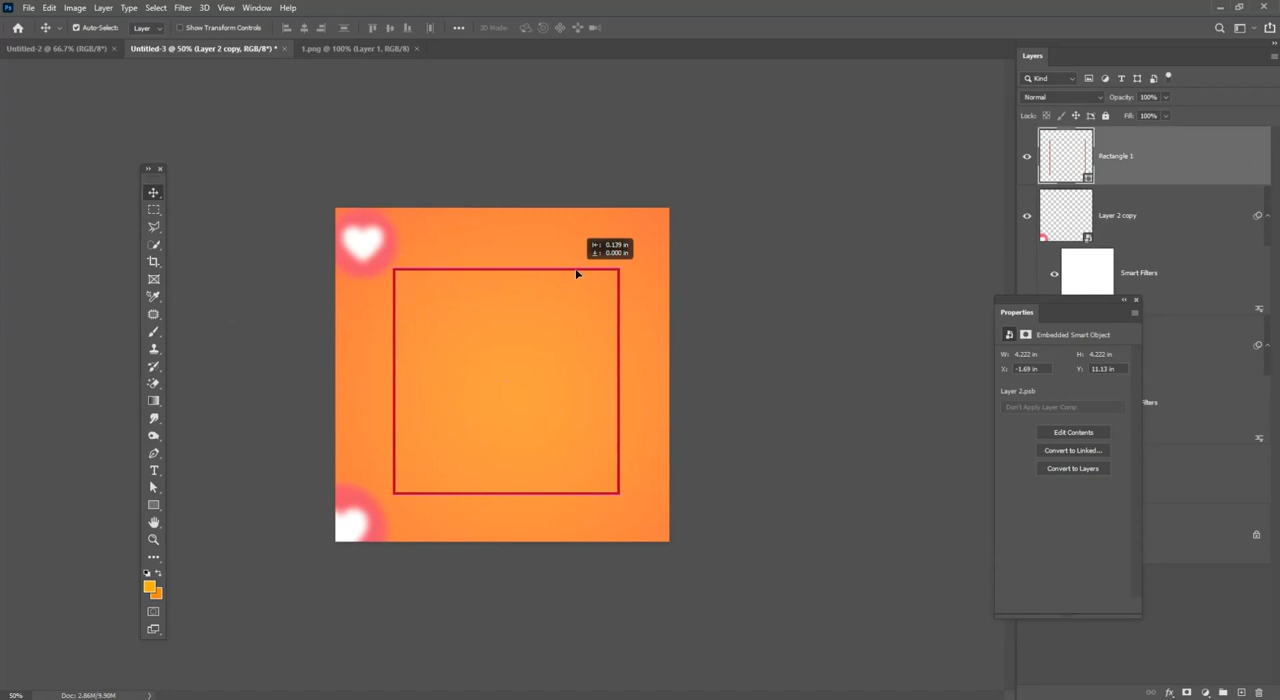 File Edit Image Layer Type Select Filter 3D View Window Help
Auto-Select: Layer Show Transform Controls 3D Mode:
Untitled-2 @ 66.7% (RGB/8*) × Untitled-3 @ 50% (Layer 2 copy, RGB/8*) * × 1.png @ 100% (Layer 1, RGB/8) ×
Layers
Kind
Normal Opacity: 100%
Lock: Fill: 100%
Rectangle 1
Layer 2 copy
Smart Filters
0.139 in
0.000 in
Properties
Embedded Smart Object
W: 4.222 in H: 4.222 in
X: -1.69 in Y: 11.13 in
Layer 2.psb
Don't Apply Layer Comp
Edit Contents
Convert to Linked...
Convert to Layers
50% Doc: 2.86M/9.90M